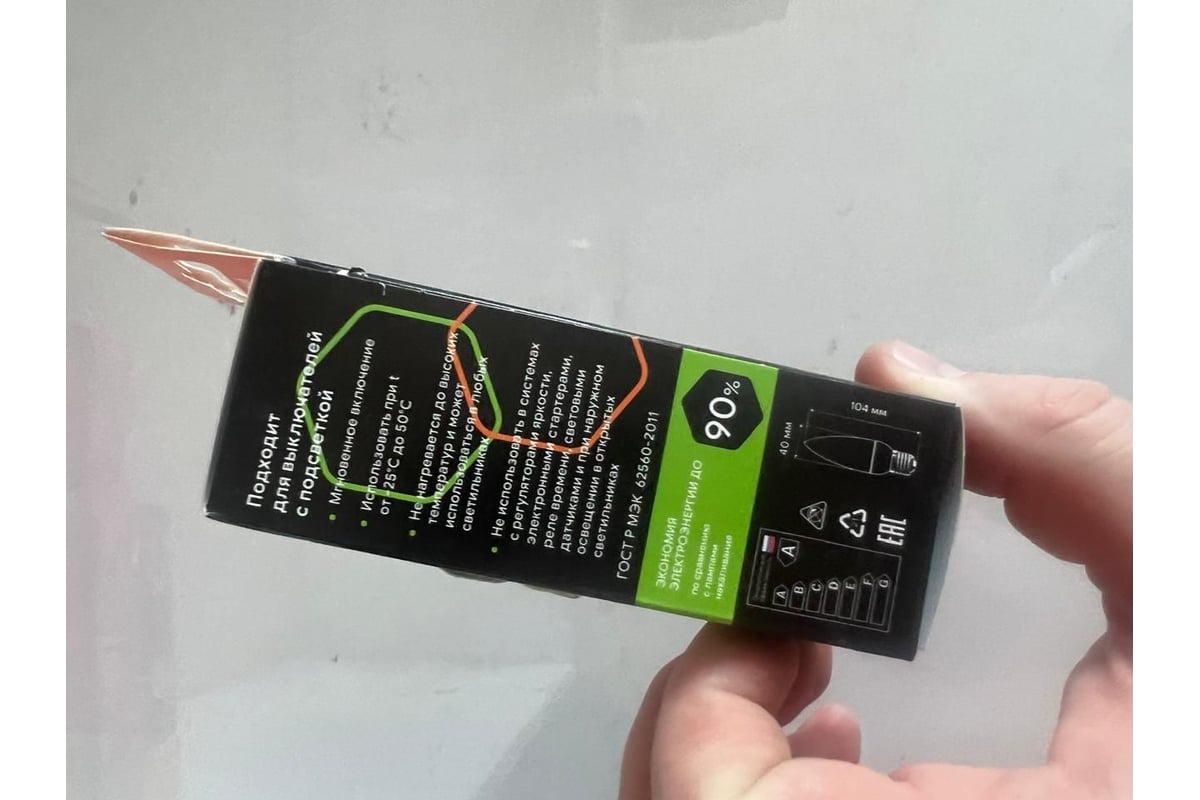 Подходит
для выключателей
с подсветкой
• Мгновенное включение
• Использовать при t
от -25°C до 50°C
• Не нагревается до высоких
температур и может
использоваться в любых
светильниках
• Не использовать в системах
с регуляторами яркости,
электронными стартерами,
реле времени, световыми
датчиками и при наружном
освещении в открытых
светильниках
ГОСТ Р МЭК 62560-2011
ЭКОНОМИЯ
ЭЛЕКТРОЭНЕРГИИ ДО
90%
по сравнению
с лампами
накаливания
104 мм
40 мм
EAC
A
A
B
C
D
E
F
G